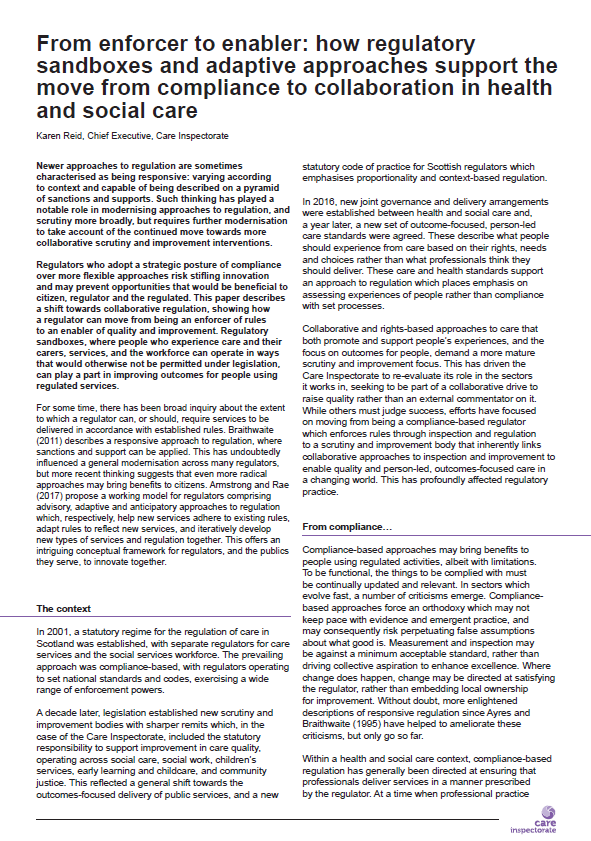 From enforcer to enabler: how regulatory
sandboxes and adaptive approaches support the
move from compliance to collaboration in health
and social care
Karen Reid, Chief Executive, Care Inspectorate
Newer approaches to regulation are sometimes
characterised as being responsive: varying according
to context and capable of being described on a pyramid
of sanctions and supports. Such thinking has played a
notable role in modernising approaches to regulation, and
scrutiny more broadly, but requires further modernisation
to take account of the continued move towards more
collaborative scrutiny and improvement interventions.
Regulators who adopt a strategic posture of compliance
over more flexible approaches risk stifling innovation
and may prevent opportunities that would be beneficial to
citizen, regulator and the regulated. This paper describes
a shift towards collaborative regulation, showing how
a regulator can move from being an enforcer of rules
to an enabler of quality and improvement. Regulatory
sandboxes, where people who experience care and their
carers, services, and the workforce can operate in ways
that would otherwise not be permitted under legislation,
can play a part in improving outcomes for people using
regulated services.
For some time, there has been broad inquiry about the extent
to which a regulator can, or should, require services to be
delivered in accordance with established rules. Braithwaite
(2011) describes a responsive approach to regulation, where
sanctions and support can be applied. This has undoubtedly
influenced a general modernisation across many regulators,
but more recent thinking suggests that even more radical
approaches may bring benefits to citizens. Armstrong and Rae
(2017) propose a working model for regulators comprising
advisory, adaptive and anticipatory approaches to regulation
which, respectively, help new services adhere to existing rules,
adapt rules to reflect new services, and iteratively develop
new types of services and regulation together. This offers an
intriguing conceptual framework for regulators, and the publics
they serve, to innovate together.
The context
In 2001, a statutory regime for the regulation of care in
Scotland was established, with separate regulators for care
services and the social services workforce. The prevailing
approach was compliance-based, with regulators operating
to set national standards and codes, exercising a wide
range of enforcement powers.
A decade later, legislation established new scrutiny and
improvement bodies with sharper remits which, in the
case of the Care Inspectorate, included the statutory
responsibility to support improvement in care quality,
operating across social care, social work, children's
services, early learning and childcare, and community
justice. This reflected a general shift towards the
outcomes-focused delivery of public services, and a new
statutory code of practice for Scottish regulators which
emphasises proportionality and context-based regulation.
In 2016, new joint governance and delivery arrangements
were established between health and social care and,
a year later, a new set of outcome-focused, person-led
care standards were agreed. These describe what people
should experience from care based on their rights, needs
and choices rather than what professionals think they
should deliver. These care and health standards support
an approach to regulation which places emphasis on
assessing experiences of people rather than compliance
with set processes.
Collaborative and rights-based approaches to care that
both promote and support people's experiences, and the
focus on outcomes for people, demand a more mature
scrutiny and improvement focus. This has driven the
Care Inspectorate to re-evaluate its role in the sectors
it works in, seeking to be part of a collaborative drive to
raise quality rather than an external commentator on it.
While others must judge success, efforts have focused
on moving from being a compliance-based regulator
which enforces rules through inspection and regulation
to a scrutiny and improvement body that inherently links
collaborative approaches to inspection and improvement to
enable quality and person-led, outcomes-focused care in
a changing world. This has profoundly affected regulatory
practice.
From compliance…
Compliance-based approaches may bring benefits to
people using regulated activities, albeit with limitations.
To be functional, the things to be complied with must
be continually updated and relevant. In sectors which
evolve fast, a number of criticisms emerge. Compliance-
based approaches force an orthodoxy which may not
keep pace with evidence and emergent practice, and
may consequently risk perpetuating false assumptions
about what good is. Measurement and inspection may
be against a minimum acceptable standard, rather than
driving collective aspiration to enhance excellence. Where
change does happen, change may be directed at satisfying
the regulator, rather than embedding local ownership
for improvement. Without doubt, more enlightened
descriptions of responsive regulation since Ayres and
Braithwaite (1995) have helped to ameliorate these
criticisms, but only go so far.
Within a health and social care context, compliance-based
regulation has generally been directed at ensuring that
professionals deliver services in a manner prescribed
by the regulator. At a time when professional practice
care
inspectorate